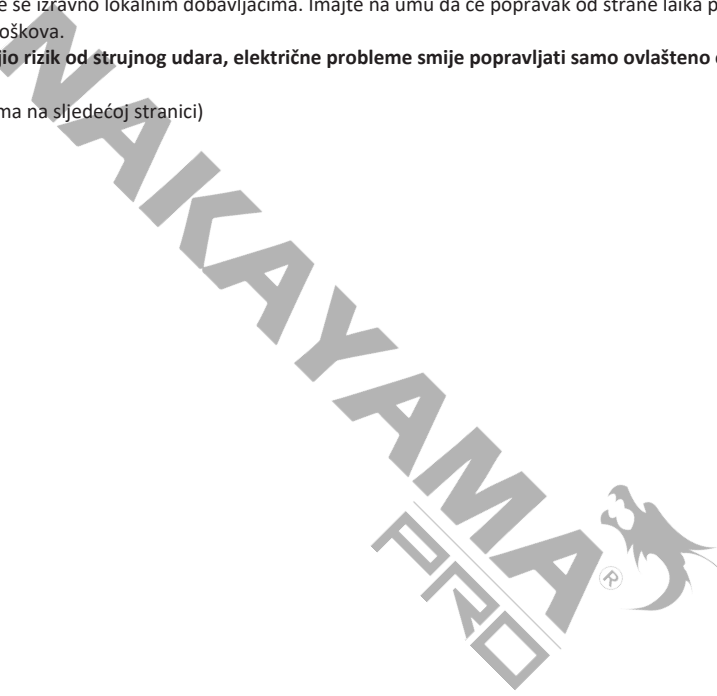 e se izravno lokalnim dobavljačima. Imajte na umu da će popravak od strane laika p
oškova.
jio rizik od strujnog udara, električne probleme smije popravljati samo ovlašteno
ma na sljedećoj stranici)
NAKAYAMA
PRO
®